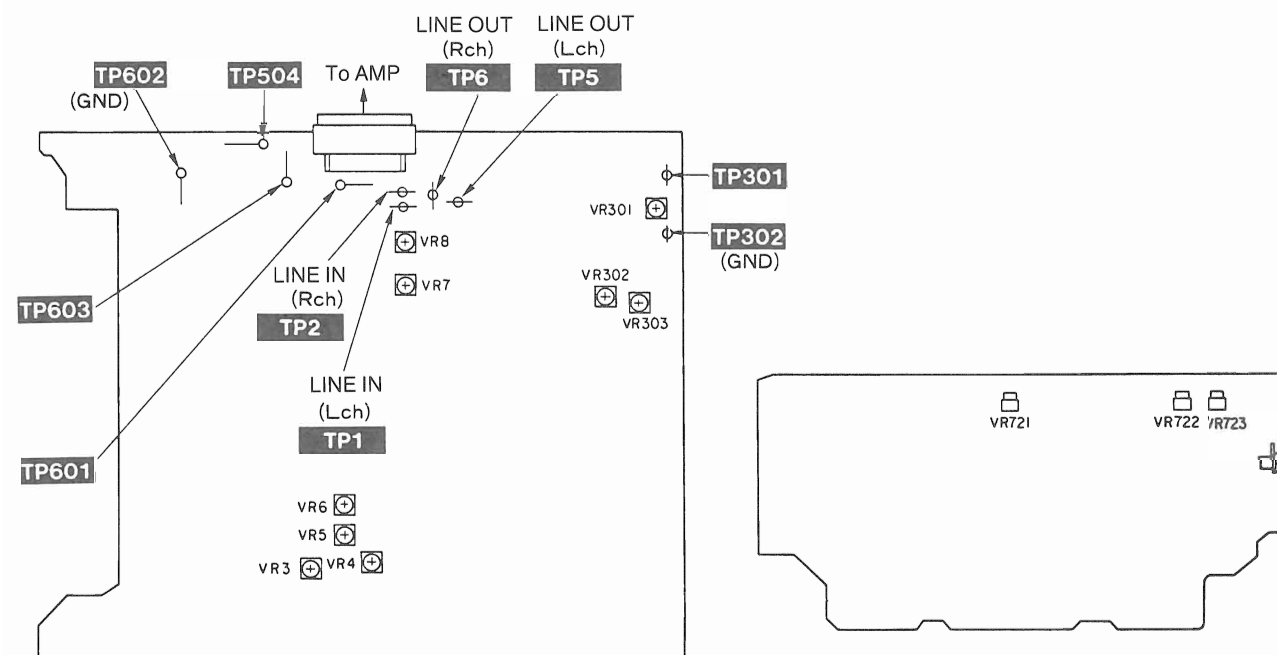 LINE OUT
(Rch)
TP6
LINE OUT
(Lch)
TP5
TP602
(GND)
TP504
To AMP
TP301
VR301
TP302
(GND)
VR8
VR7
LINE IN
(Rch)
TP2
VR302
VR303
TP603
LINE IN
(Lch)
TP1
TP601
VR6
VR5
VR3
VR4
VR721
VR722
VR723